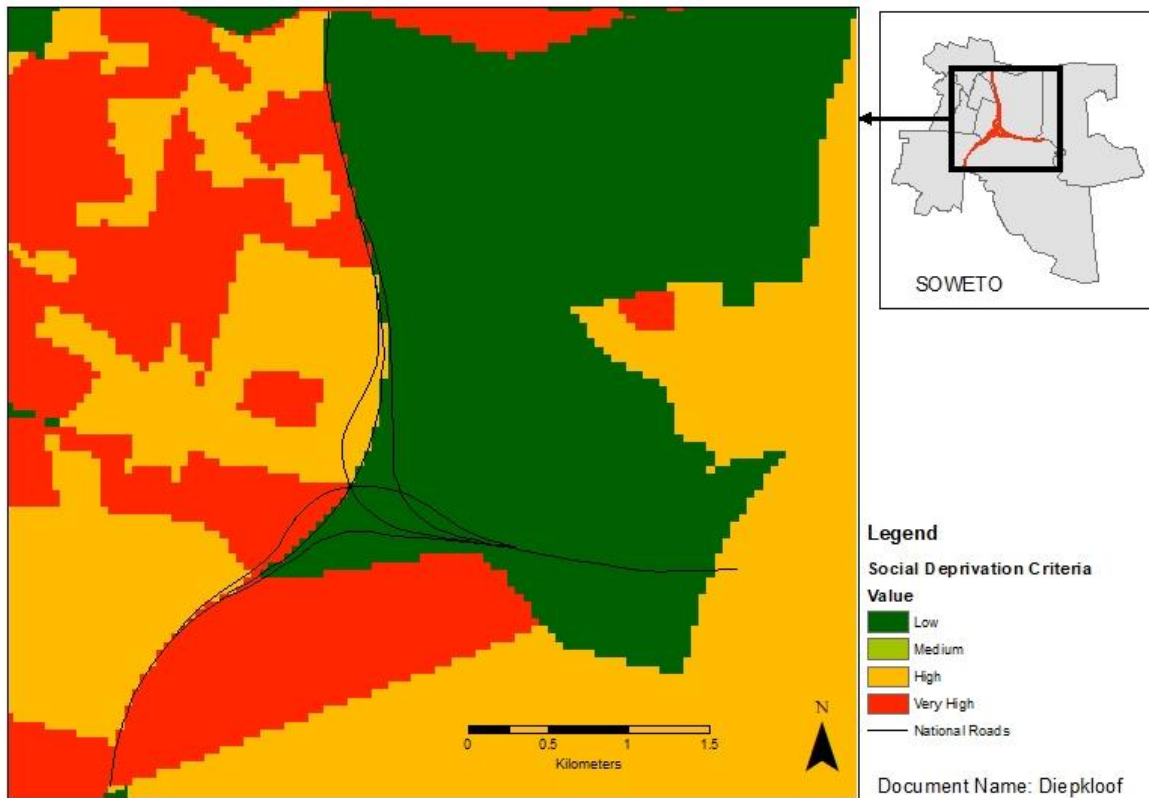 SOWETO
Legend
Social Deprivation Criteria
Value
Low
Medium
High
Very High
National Roads
N
0 0.5 1 1.5
Kilometers
Document Name: Diepkloof